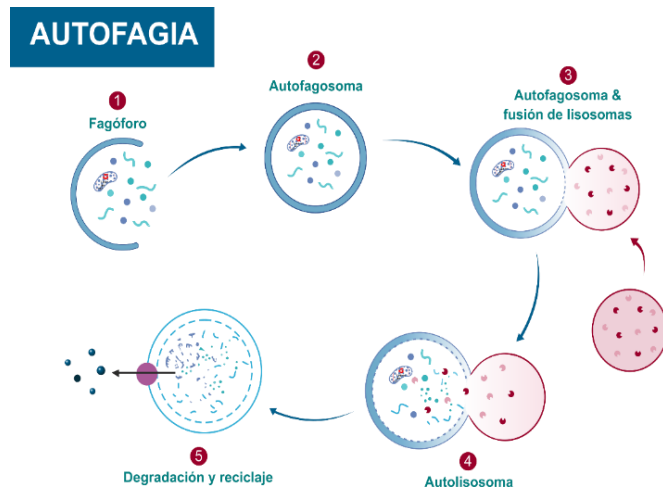 AUTOFAGIA
1
Fagóforo
2
Autofagosoma
3
Autofagosoma &
fusión de lisosomas
4
Autolisosoma
5
Degradación y reciclaje